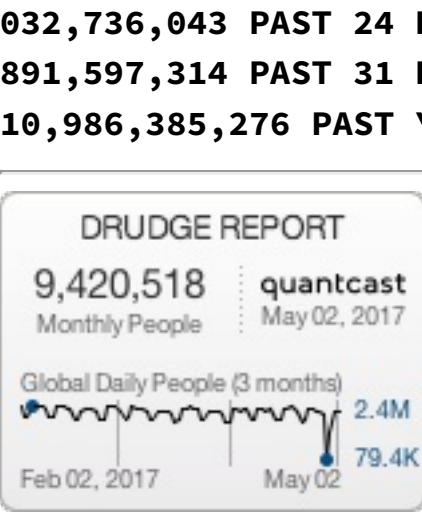 032,736,043 PAST 24
891,597,314 PAST 31
10,986,385,276 PAST
DRUDGE REPORT
9,420,518
Monthly People
quantcast
May 02, 2017
Global Daily People (3 months)
2.4M
79.4K
Feb 02, 2017
May 02